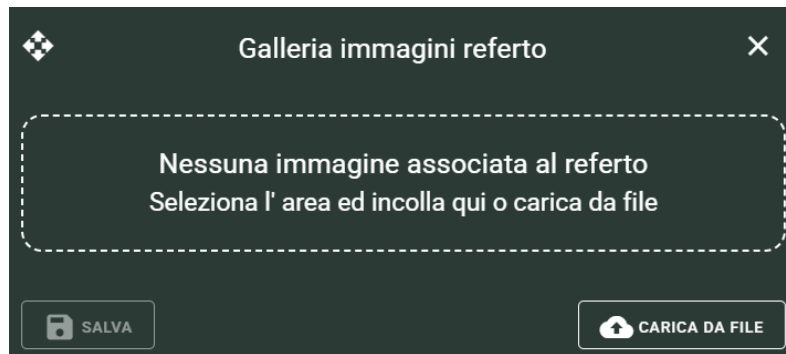 Galleria immagini referto
Nessuna immagine associata al referto
Seleziona l' area ed incolla qui o carica da file
SALVA
CARICA DA FILE